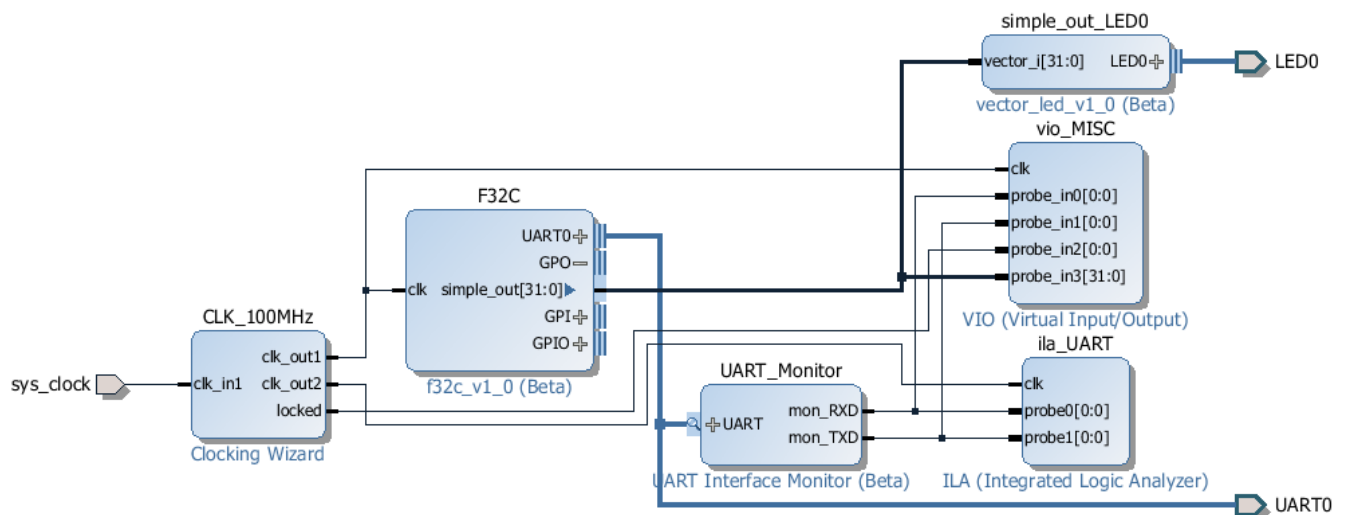 simple_out_LED0
vector_i[31:0] LED0
LED0
vector_led_v1_0 (Beta)
vio_MISC
clk
probe_in0[0:0]
probe_in1[0:0]
probe_in2[0:0]
probe_in3[31:0]
VIO (Virtual Input/Output)
F32C
UART0
GPO
clk simple_out[31:0]
GPI
GPIO
f32c_v1_0 (Beta)
CLK_100MHz
clk_out1
sys_clock
clk_in1 clk_out2
locked
Clocking Wizard
UART_Monitor
UART mon_RXD
mon_TXD
UART Interface Monitor (Beta)
ila_UART
clk
probe0[0:0]
probe1[0:0]
ILA (Integrated Logic Analyzer)
UART0